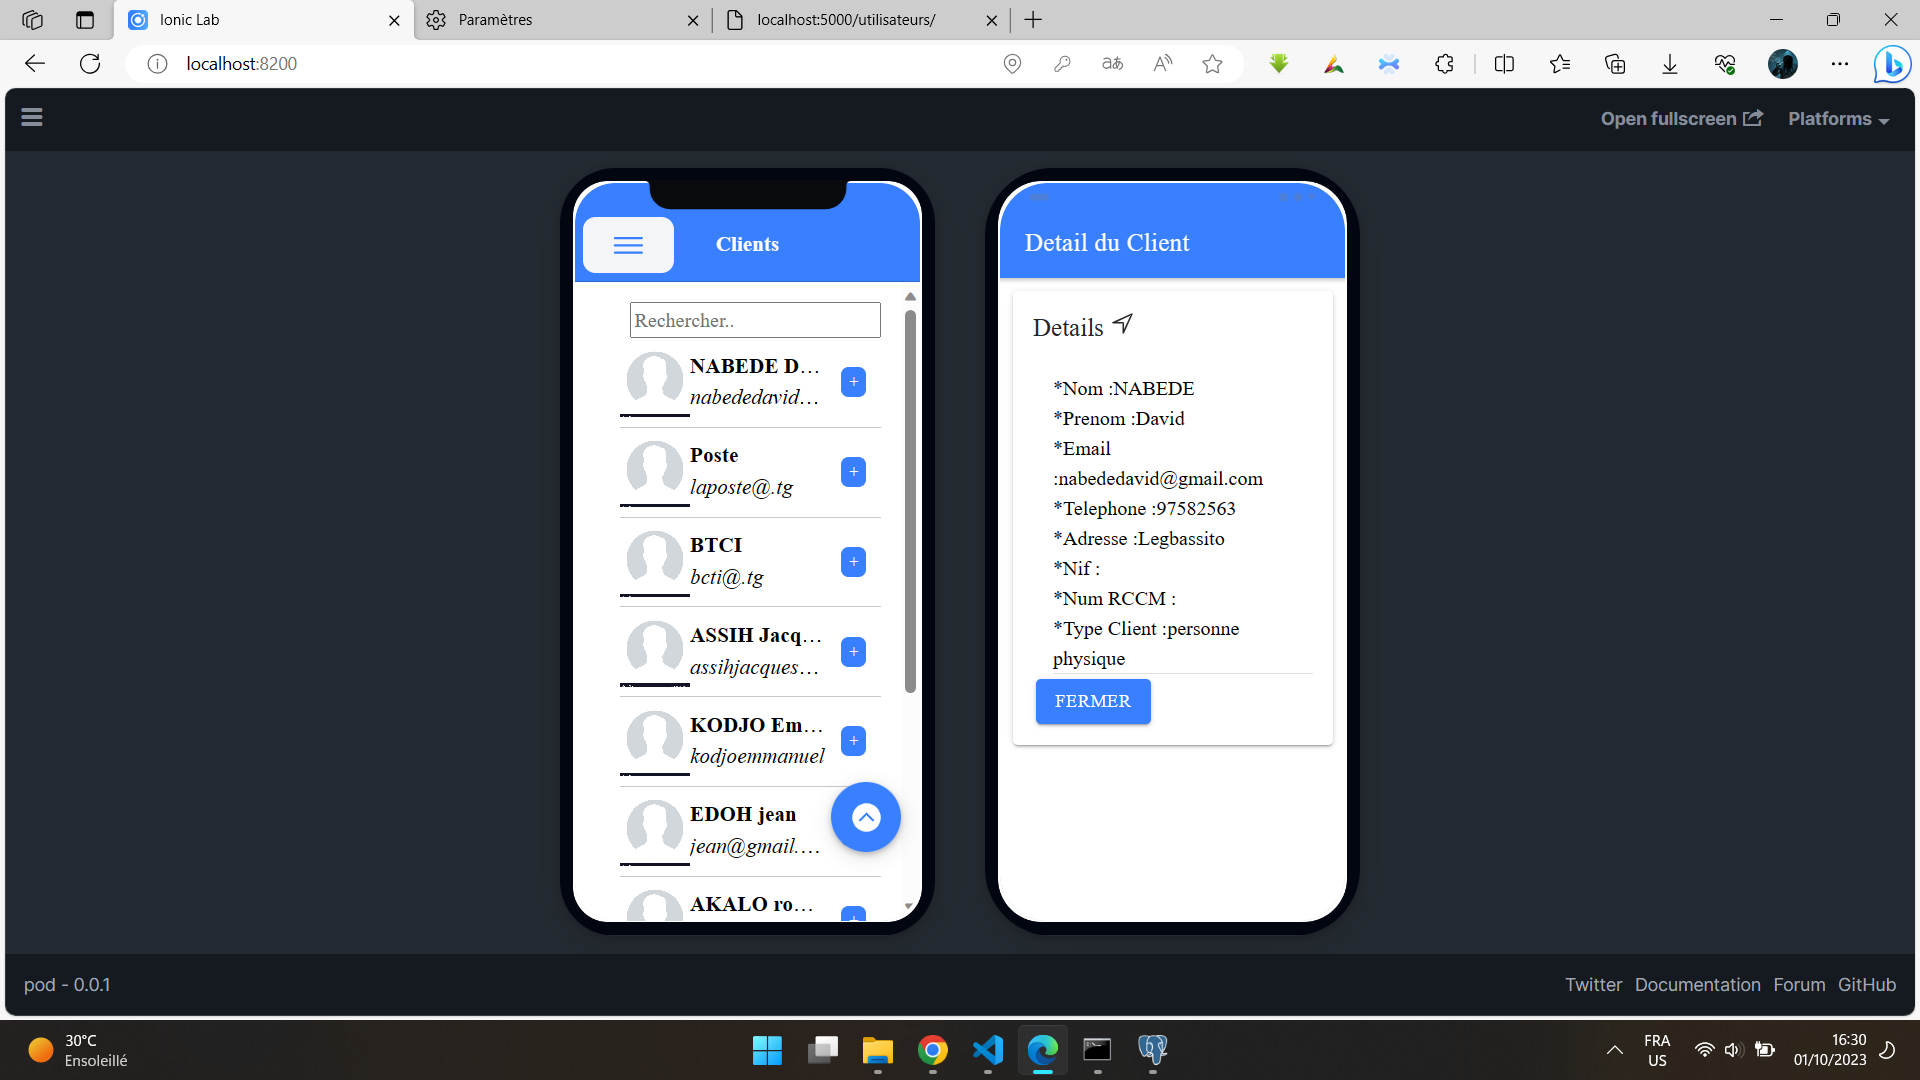 Ionic Lab
Paramètres
localhost:5000/utilisateurs/
localhost:8200
Open fullscreen
Platforms
Clients
Rechercher..
NABEDE D...
nabededavid...
+
Poste
laposte@.tg
+
BTCI
bcti@.tg
+
ASSIH Jacq...
assihjacques...
+
KODJO Em...
kodjoemmanuel
+
EDOH jean
jean@gmail....
AKALO ro...
+
Detail du Client
Details
*Nom :NABEDE
*Prenom :David
*Email
:nabededavid@gmail.com
*Telephone :97582563
*Adresse :Legbassito
*Nif :
*Num RCCM :
*Type Client :personne
physique
FERMER
pod - 0.0.1
Twitter Documentation Forum GitHub
30°C
Ensoleillé
FRA
US
16:30
01/10/2023